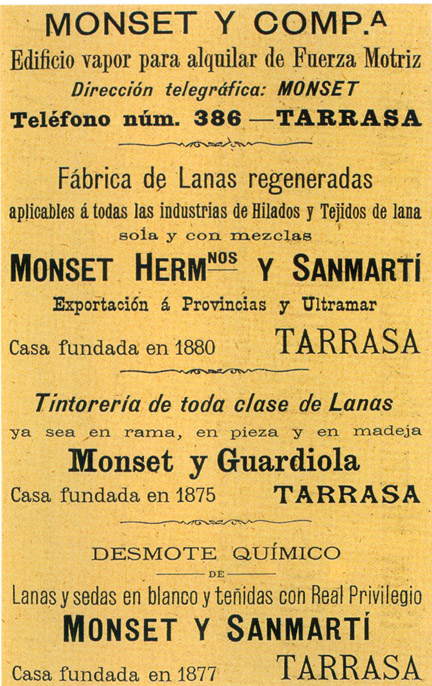 MONSET Y COMP.A
Edificio vapor para alquilar de Fuerza Motriz
Dirección telegráfica: MONSET
Teléfono núm. 386 — TARRASA
Fábrica de Lanas regeneradas
aplicables á todas las industrias de Hilados y Tejidos de lana
sola y con mezclas
MONSET HERMNOS Y SANMARTÍ
Exportación á Provincias y Ultramar
Casa fundada en 1880 TARRASA
Tintorería de toda clase de Lanas
ya sea en rama, en pieza y en madeja
Monset y Guardiola
Casa fundada en 1875 TARRASA
DESMOTE QUÍMICO
DE
Lanas y sedas en blanco y teñidas con Real Privilegio
MONSET Y SANMARTÍ
Casa fundada en 1877 TARRASA